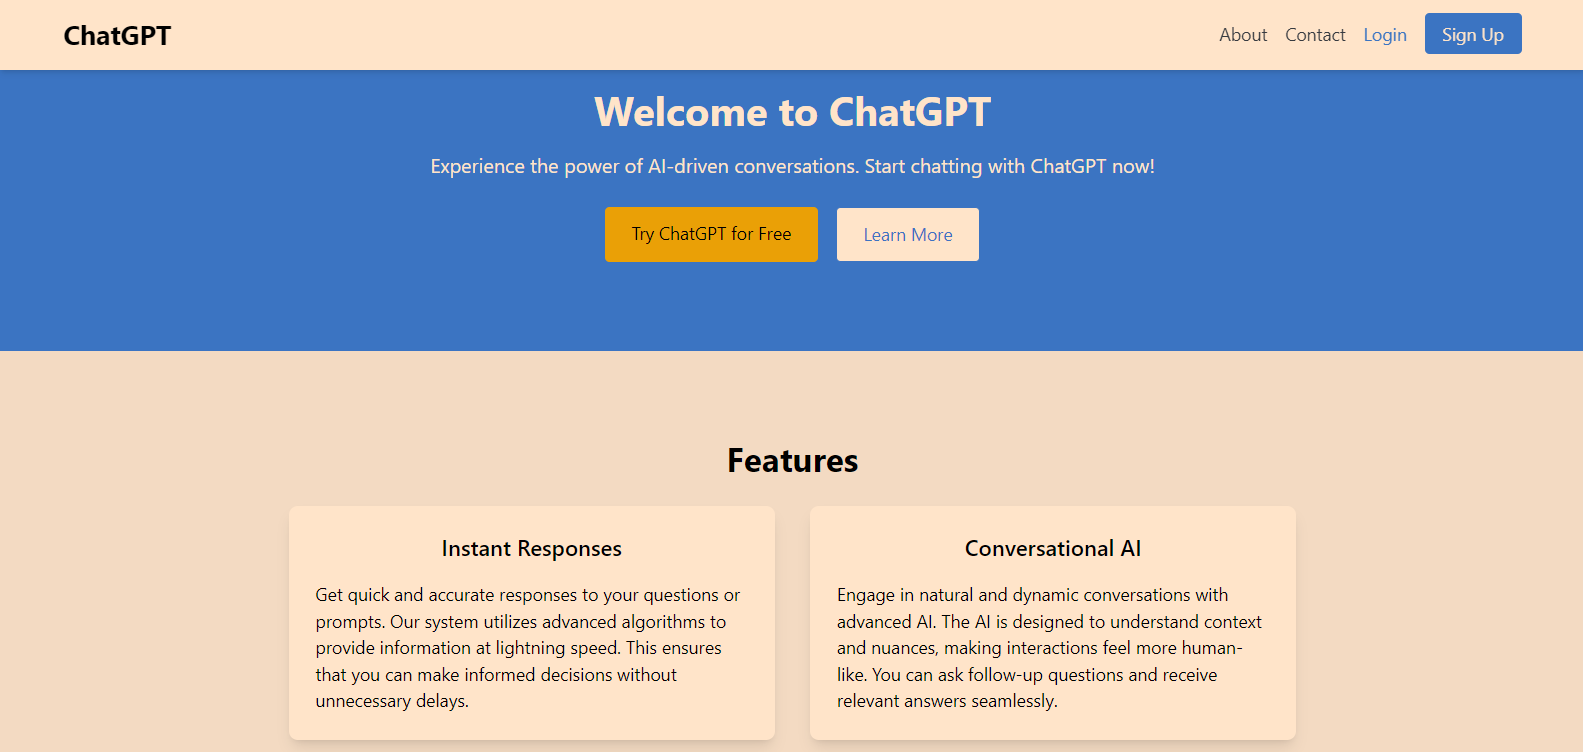 ChatGPT
About Contact Login Sign Up
Welcome to ChatGPT
Experience the power of AI-driven conversations. Start chatting with ChatGPT now!
Try ChatGPT for Free
Learn More
Features
Instant Responses
Get quick and accurate responses to your questions or
prompts. Our system utilizes advanced algorithms to
provide information at lightning speed. This ensures
that you can make informed decisions without
unnecessary delays.
Conversational AI
Engage in natural and dynamic conversations with
advanced AI. The AI is designed to understand context
and nuances, making interactions feel more human-
like. You can ask follow-up questions and receive
relevant answers seamlessly.